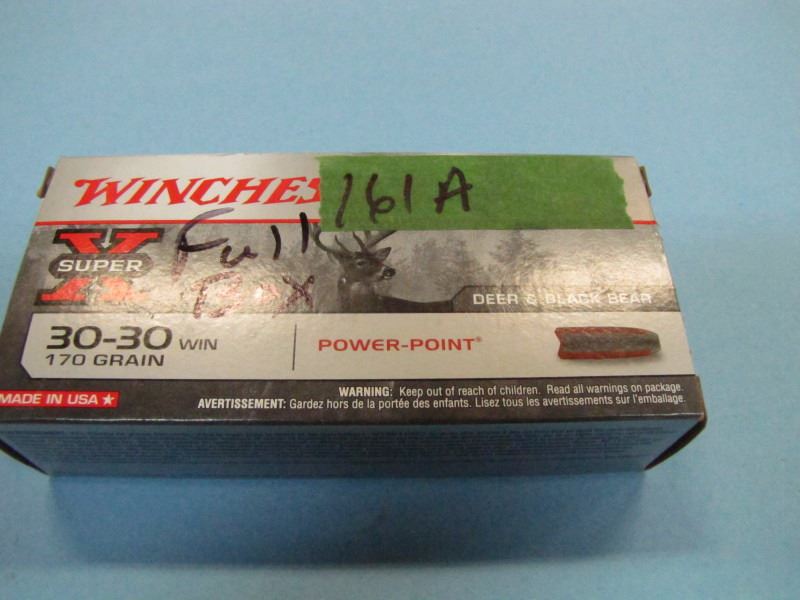 WINCHES
161A
Full
Box
X
SUPER
DEER & BLACK BEAR
30-30 WIN
170 GRAIN
POWER-POINT®
MADE IN USA ★
WARNING: Keep out of reach of children. Read all warnings on package.
AVERTISSEMENT: Gardez hors de la portée des enfants. Lisez tous les avertissements sur l'emballage.